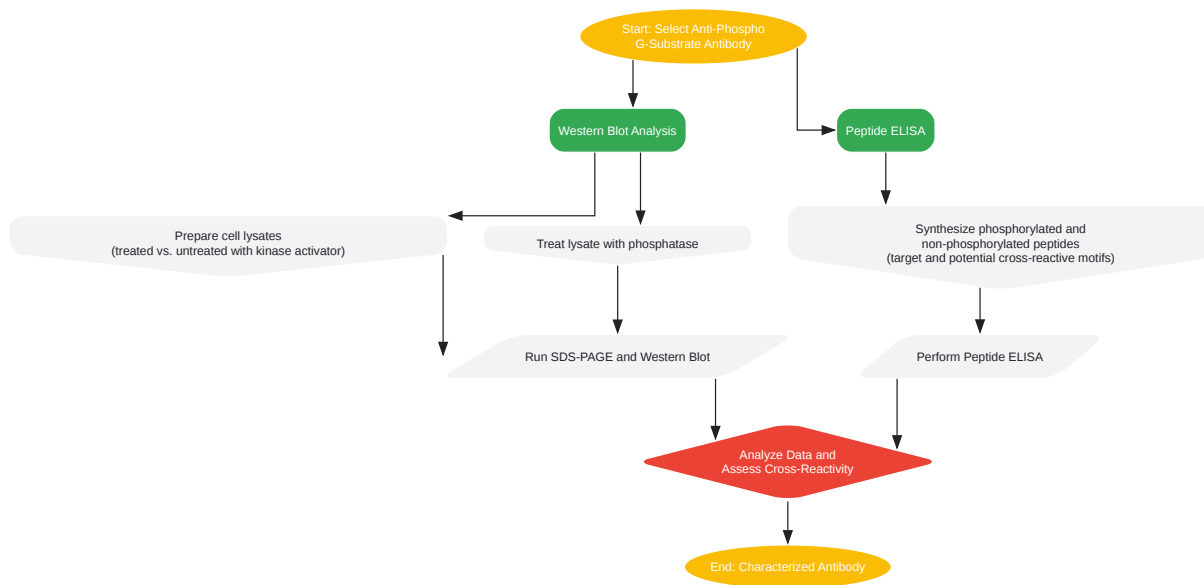 Start: Select Anti-Phospho
G-Substrate Antibody
Western Blot Analysis
Peptide ELISA
Prepare cell lysates
(treated vs. untreated with kinase activator)
Treat lysate with phosphatase
Synthesize phosphorylated and
non-phosphorylated peptides
(target and potential cross-reactive motifs)
Run SDS-PAGE and Western Blot
Perform Peptide ELISA
Analyze Data and
Assess Cross-Reactivity
End: Characterized Antibody